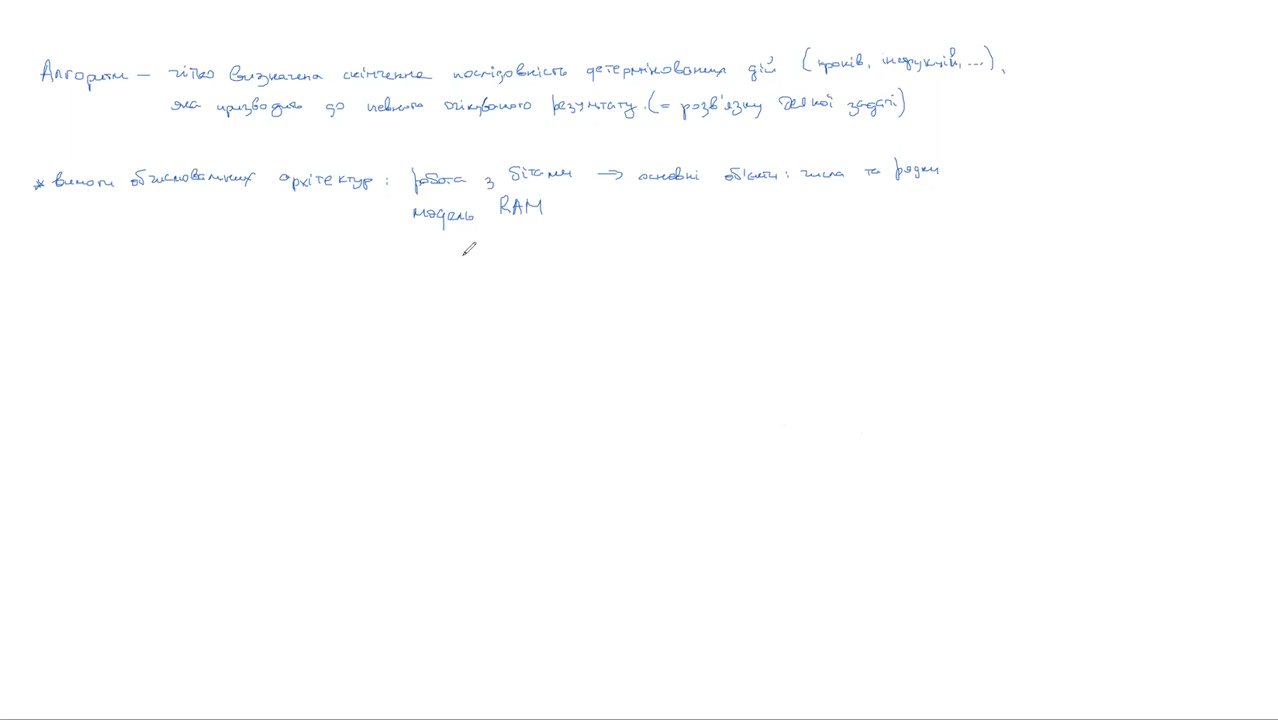 Алгоритм — чітко визначена скінченна послідовність детермінованих дій (кроків, інструкцій, ...),
яка призводить до певного очікуваного результату. (= розв'язку деякої задачі)
* вимоги обчислювальних архітектур: робота з бітами → основні об'єкти: числа та рядки
модель RAM